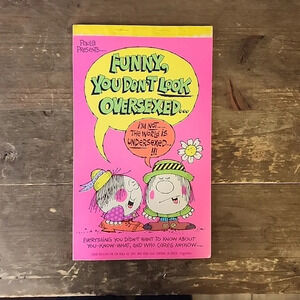 PRESENTS...
FUNNY,
YOU DON'T LOOK
OVERSEXED...
I'M NOT...
THE WORLD IS
UNDERSEXED...
!!!
EVERYTHING YOU DIDN'T WANT TO KNOW ABOUT
YOU-KNOW-WHAT, AND WHO CARES ANYHOW...